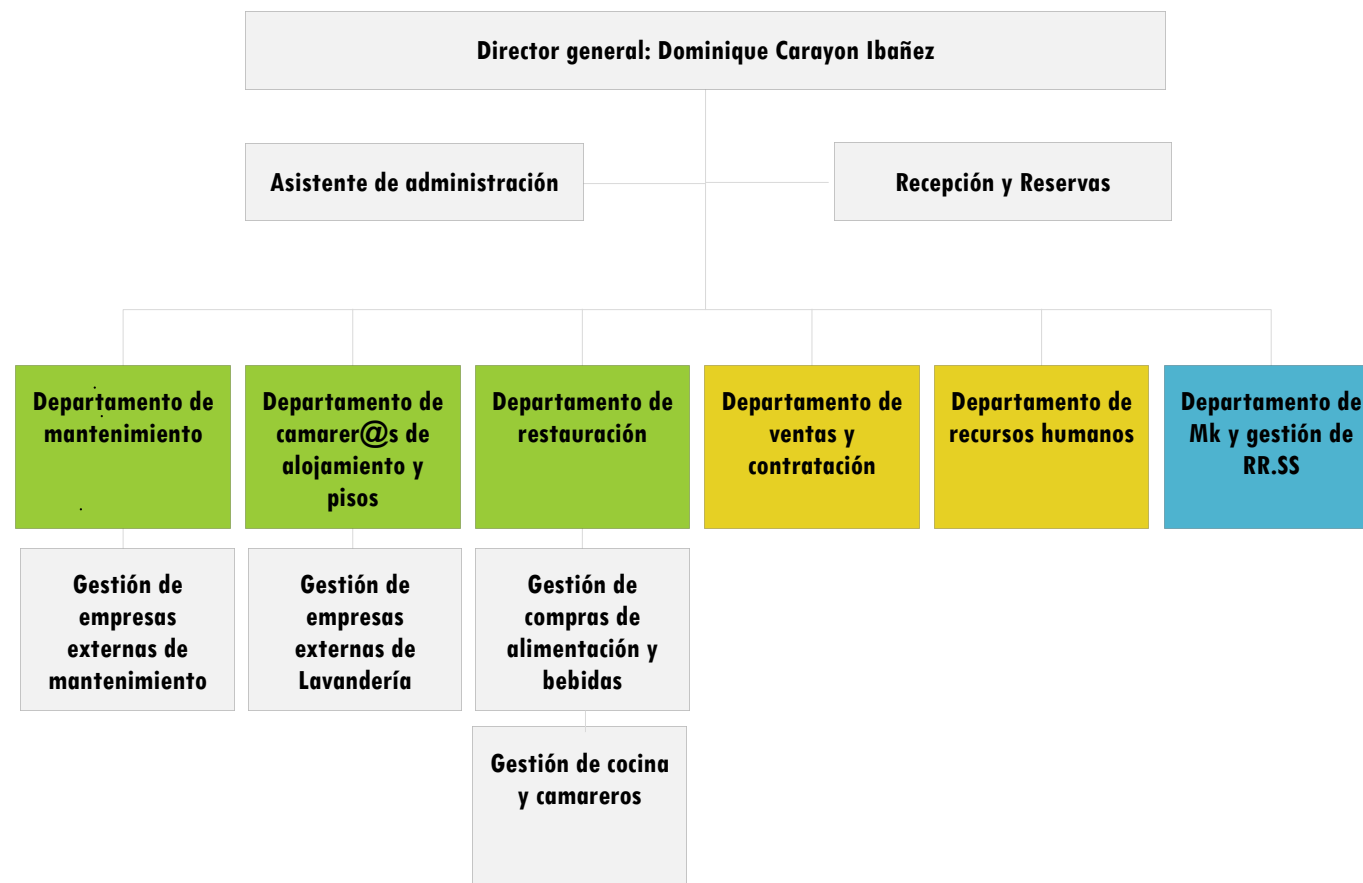 Director general: Dominique Carayon Ibañez
Asistente de administración
Recepción y Reservas
Departamento de
mantenimiento
Departamento de
camarer@s de
alojamiento y
pisos
Departamento de
restauración
Departamento de
ventas y
contratación
Departamento de
recursos humanos
Departamento de
Mk y gestión de
RR.SS
Gestión de
empresas
externas de
mantenimiento
Gestión de
empresas
externas de
Lavandería
Gestión de
compras de
alimentación y
bebidas
Gestión de cocina
y camareros